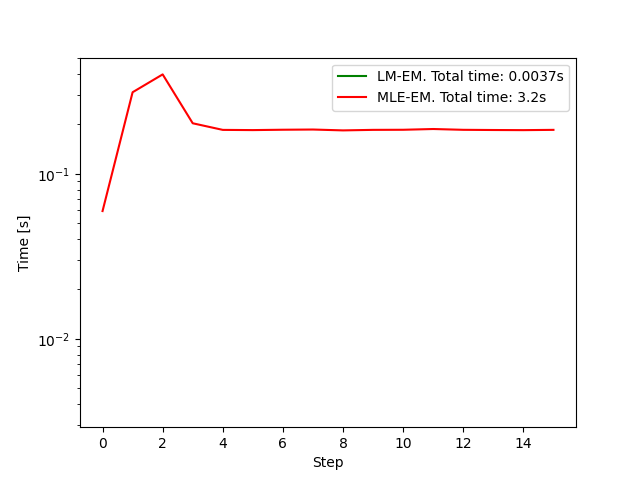 LM-EM. Total time: 0.0037s
MLE-EM. Total time: 3.2s
10⁻¹
10⁻²
Time [s]
0 2 4 6 8 10 12 14
Step